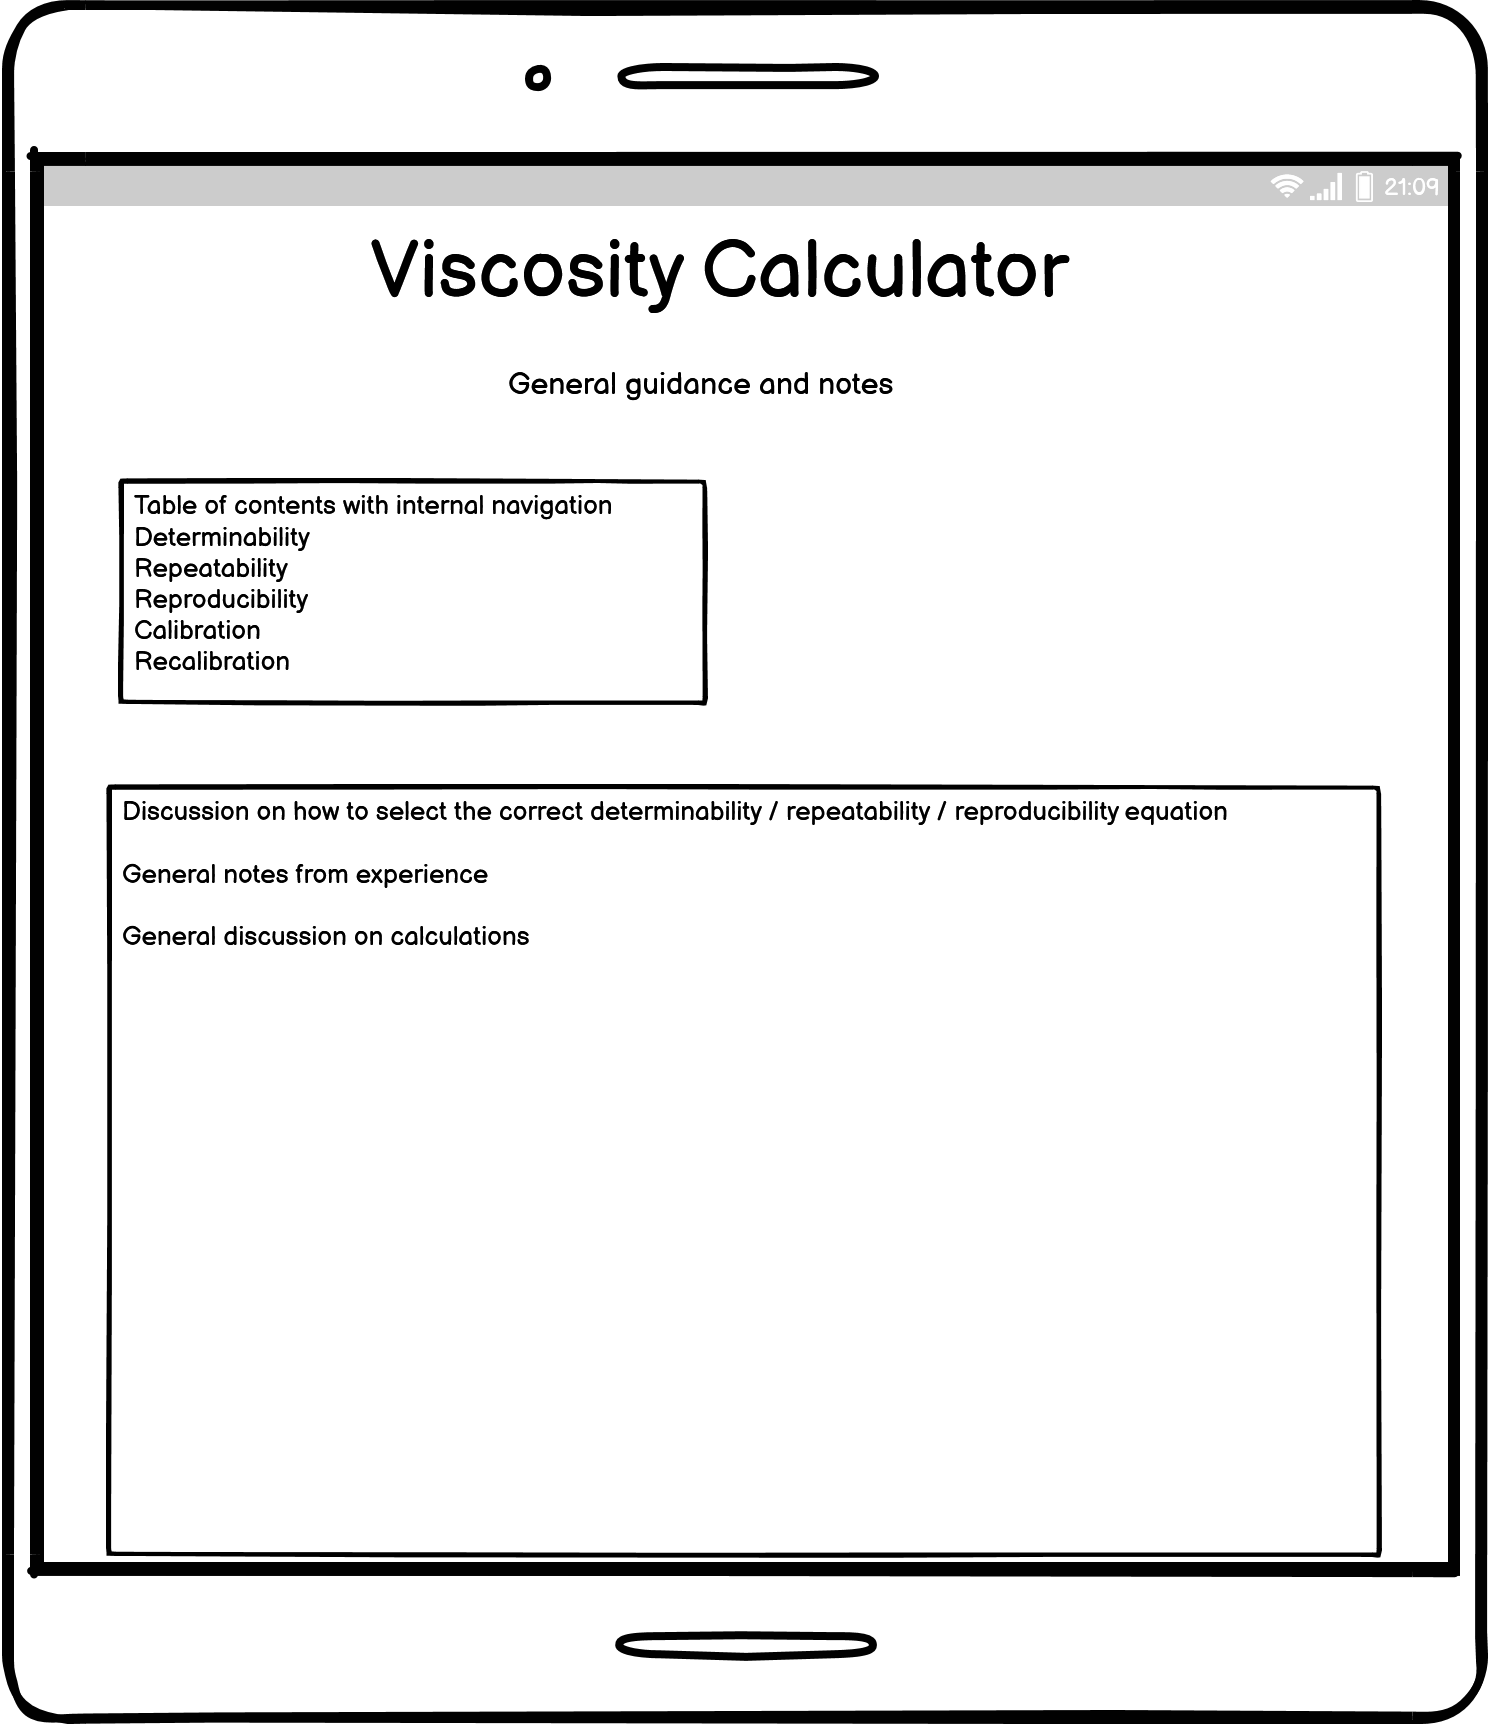 21:09
Viscosity Calculator
General guidance and notes
Table of contents with internal navigation
Determinability
Repeatability
Reproducibility
Calibration
Recalibration
Discussion on how to select the correct determinability / repeatability / reproducibility equation
General notes from experience
General discussion on calculations